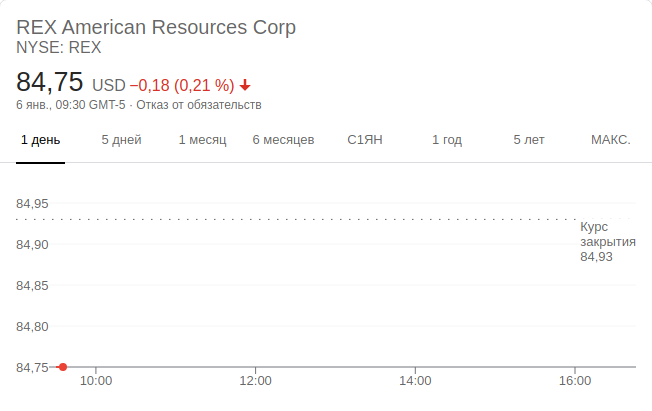 REX American Resources Corp
NYSE: REX
84,75 USD −0,18 (0,21 %)
6 янв., 09:30 GMT-5 · Отказ от обязательств
1 день 5 дней 1 месяц 6 месяцев С1ЯН 1 год 5 лет МАКС.
84,95
Курс
84,90 закрытия
84,93
84,85
84,80
84,75
10:00 12:00 14:00 16:00